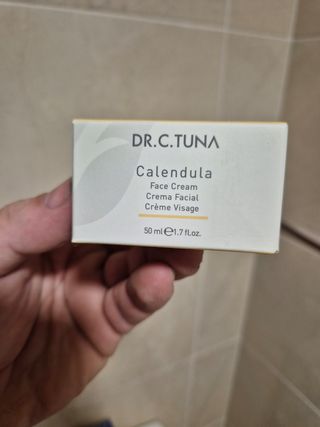 DR.C.TUNA
Calendula
Face Cream
Crema Facial
Crème Visage
50 ml ℮ 1.7 fl.oz.